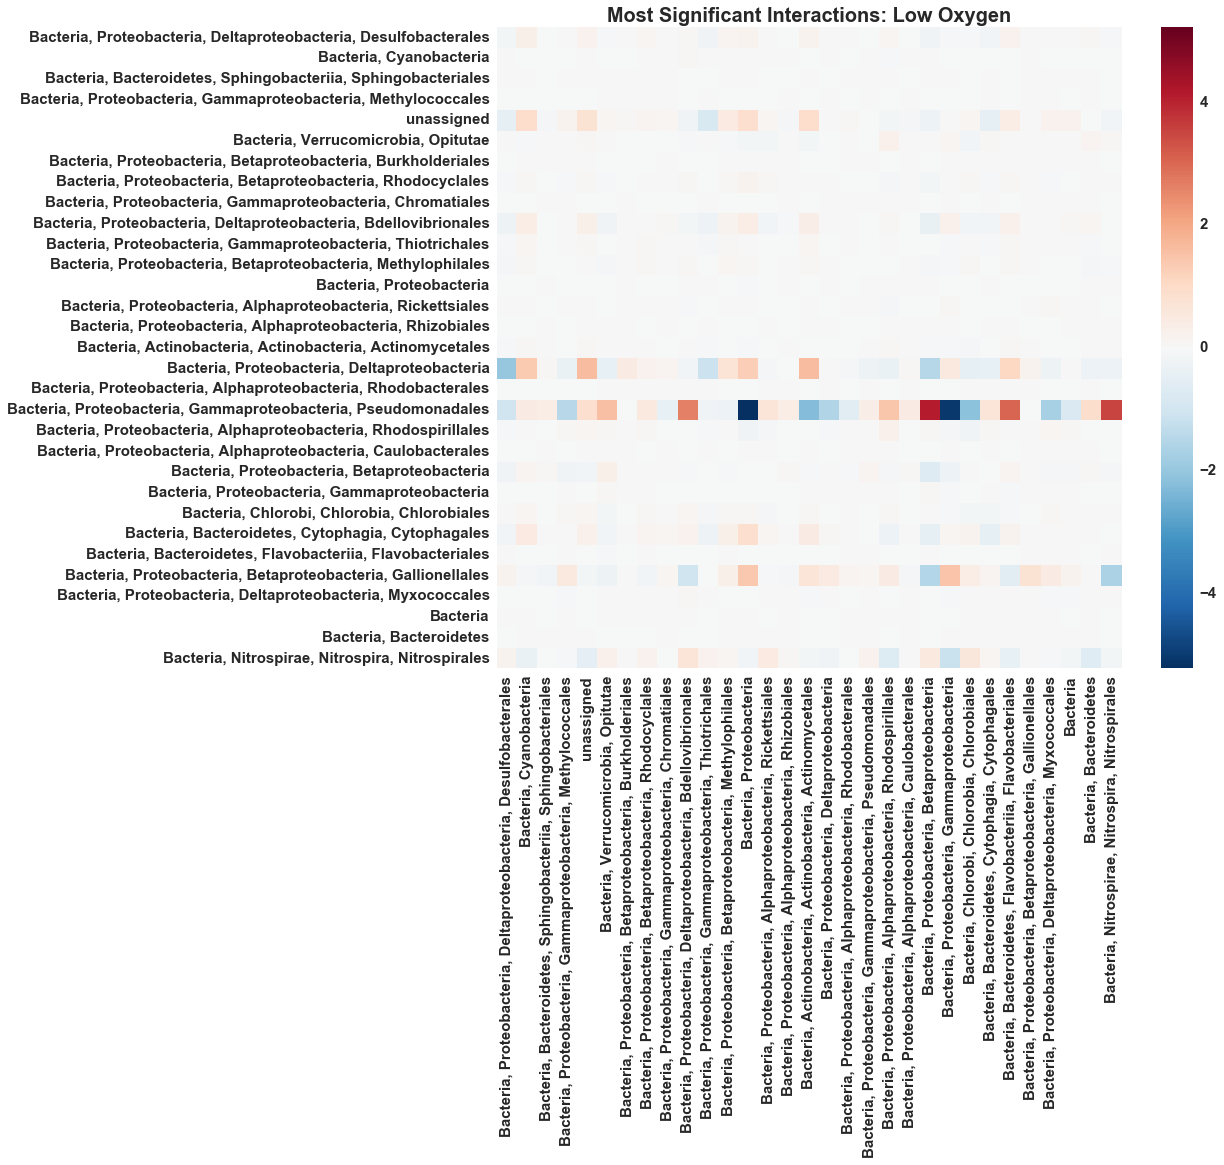 Most Significant Interactions: Low Oxygen
Bacteria, Proteobacteria, Deltaproteobacteria, Desulfobacterales
Bacteria, Cyanobacteria
Bacteria, Bacteroidetes, Sphingobacteriia, Sphingobacteriales
Bacteria, Proteobacteria, Gammaproteobacteria, Methylococcales
unassigned
Bacteria, Verrucomicrobia, Opitutae
Bacteria, Proteobacteria, Betaproteobacteria, Burkholderiales
Bacteria, Proteobacteria, Betaproteobacteria, Rhodocyclales
Bacteria, Proteobacteria, Gammaproteobacteria, Chromatiales
Bacteria, Proteobacteria, Deltaproteobacteria, Bdellovibrionales
Bacteria, Proteobacteria, Gammaproteobacteria, Thiotrichales
Bacteria, Proteobacteria, Betaproteobacteria, Methylophilales
Bacteria, Proteobacteria
Bacteria, Proteobacteria, Alphaproteobacteria, Rickettsiales
Bacteria, Proteobacteria, Alphaproteobacteria, Rhizobiales
Bacteria, Actinobacteria, Actinobacteria, Actinomycetales
Bacteria, Proteobacteria, Deltaproteobacteria
Bacteria, Proteobacteria, Alphaproteobacteria, Rhodobacterales
Bacteria, Proteobacteria, Gammaproteobacteria, Pseudomonadales
Bacteria, Proteobacteria, Alphaproteobacteria, Rhodospirillales
Bacteria, Proteobacteria, Alphaproteobacteria, Caulobacterales
Bacteria, Proteobacteria, Betaproteobacteria
Bacteria, Proteobacteria, Gammaproteobacteria
Bacteria, Chlorobi, Chlorobia, Chlorobiales
Bacteria, Bacteroidetes, Cytophagia, Cytophagales
Bacteria, Bacteroidetes, Flavobacteriia, Flavobacteriales
Bacteria, Proteobacteria, Betaproteobacteria, Gallionellales
Bacteria, Proteobacteria, Deltaproteobacteria, Myxococcales
Bacteria
Bacteria, Bacteroidetes
Bacteria, Nitrospirae, Nitrospira, Nitrospirales
Bacteria, Proteobacteria, Deltaproteobacteria, Desulfobacterales
Bacteria, Cyanobacteria
Bacteria, Bacteroidetes, Sphingobacteriia, Sphingobacteriales
Bacteria, Proteobacteria, Gammaproteobacteria, Methylococcales
unassigned
Bacteria, Verrucomicrobia, Opitutae
Bacteria, Proteobacteria, Betaproteobacteria, Burkholderiales
Bacteria, Proteobacteria, Betaproteobacteria, Rhodocyclales
Bacteria, Proteobacteria, Gammaproteobacteria, Chromatiales
Bacteria, Proteobacteria, Deltaproteobacteria, Bdellovibrionales
Bacteria, Proteobacteria, Gammaproteobacteria, Thiotrichales
Bacteria, Proteobacteria, Betaproteobacteria, Methylophilales
Bacteria, Proteobacteria
Bacteria, Proteobacteria, Alphaproteobacteria, Rickettsiales
Bacteria, Proteobacteria, Alphaproteobacteria, Rhizobiales
Bacteria, Actinobacteria, Actinobacteria, Actinomycetales
Bacteria, Proteobacteria, Deltaproteobacteria
Bacteria, Proteobacteria, Alphaproteobacteria, Rhodobacterales
Bacteria, Proteobacteria, Gammaproteobacteria, Pseudomonadales
Bacteria, Proteobacteria, Alphaproteobacteria, Rhodospirillales
Bacteria, Proteobacteria, Alphaproteobacteria, Caulobacterales
Bacteria, Proteobacteria, Betaproteobacteria
Bacteria, Proteobacteria, Gammaproteobacteria
Bacteria, Chlorobi, Chlorobia, Chlorobiales
Bacteria, Bacteroidetes, Cytophagia, Cytophagales
Bacteria, Bacteroidetes, Flavobacteriia, Flavobacteriales
Bacteria, Proteobacteria, Betaproteobacteria, Gallionellales
Bacteria, Proteobacteria, Deltaproteobacteria, Myxococcales
Bacteria
Bacteria, Bacteroidetes
Bacteria, Nitrospirae, Nitrospira, Nitrospirales
4
2
0
−2
−4